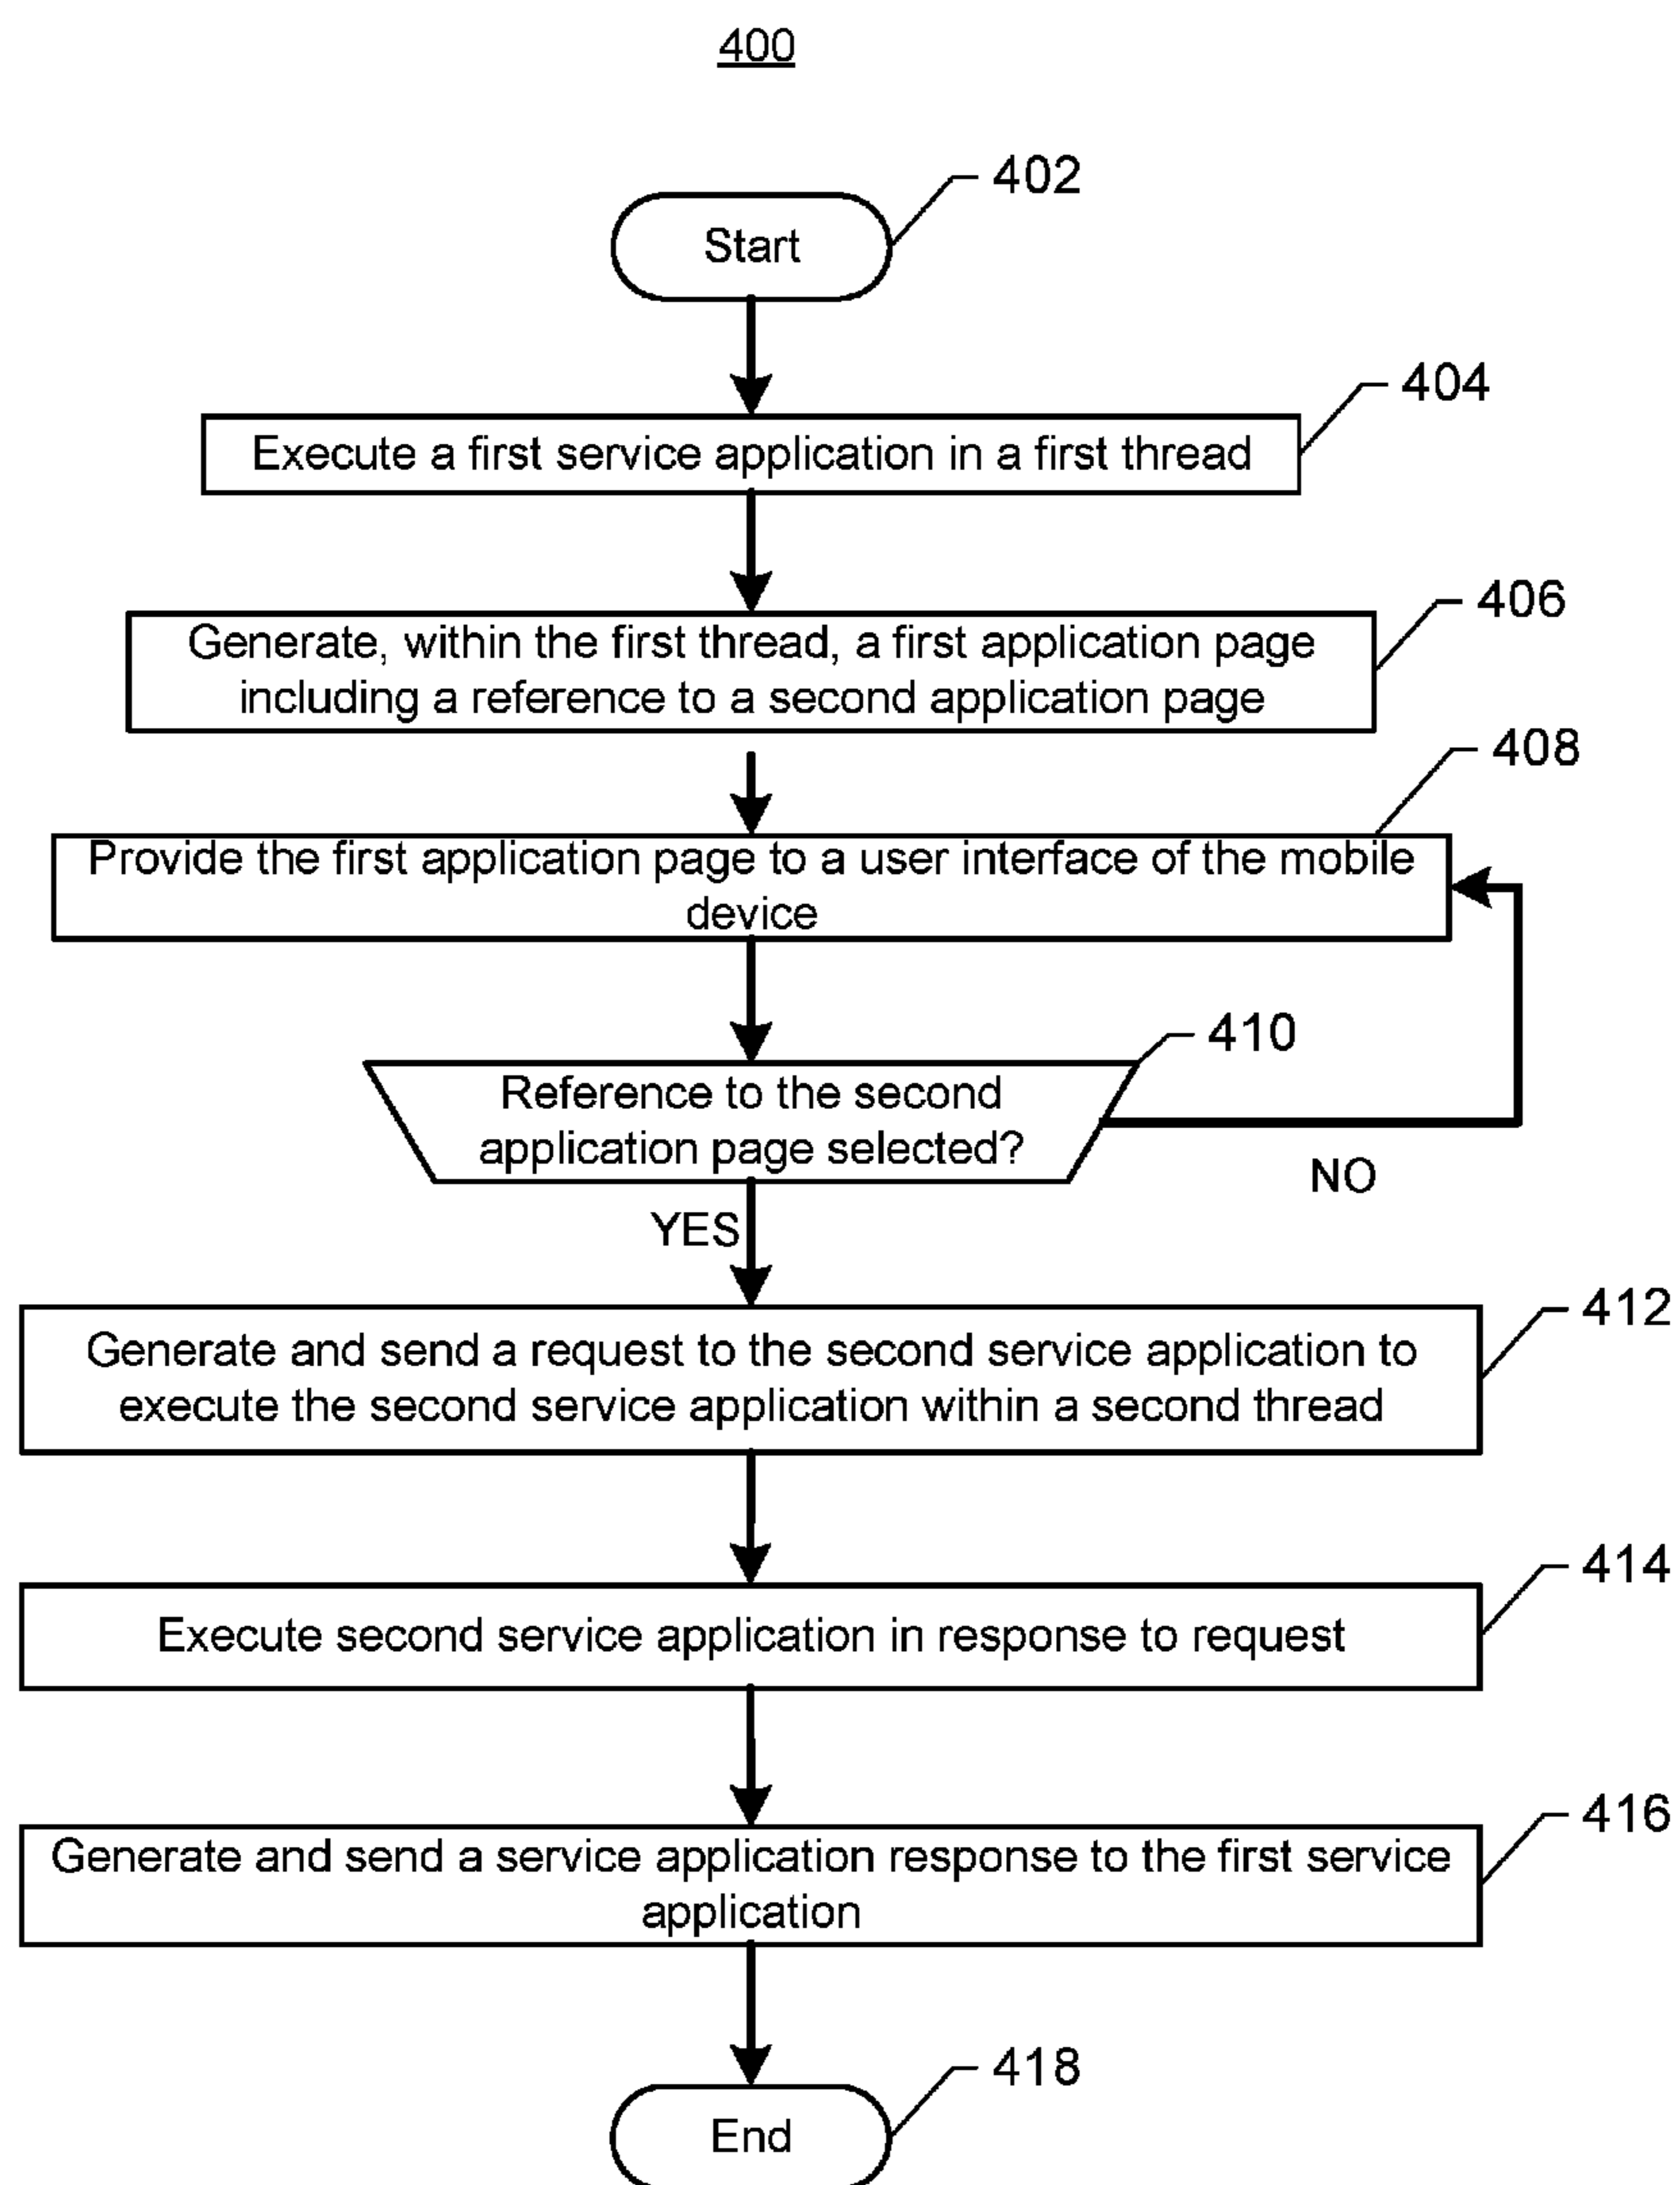 400
402
Start
404
Execute a first service application in a first thread
406
Generate, within the first thread, a first application page
including a reference to a second application page
408
Provide the first application page to a user interface of the mobile
device
410
Reference to the second
application page selected?
NO
YES
412
Generate and send a request to the second service application to
execute the second service application within a second thread
414
Execute second service application in response to request
416
Generate and send a service application response to the first service
application
418
End